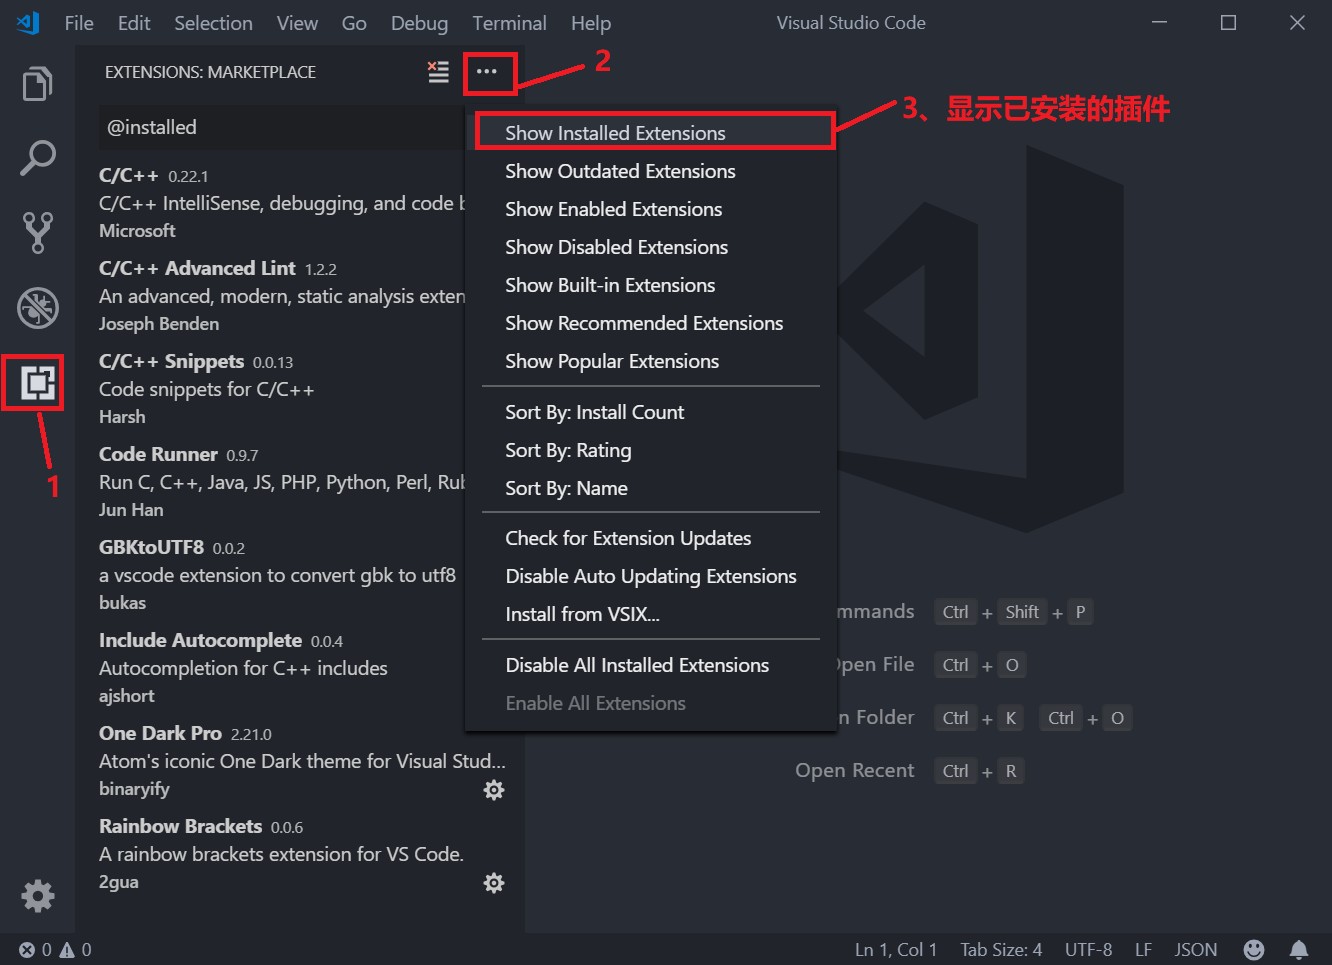 File Edit Selection View Go Debug Terminal Help Visual Studio Code
EXTENSIONS: MARKETPLACE
2
@installed
C/C++ 0.22.1
C/C++ IntelliSense, debugging, and code b
Microsoft
C/C++ Advanced Lint 1.2.2
An advanced, modern, static analysis exten
Joseph Benden
C/C++ Snippets 0.0.13
Code snippets for C/C++
Harsh
Code Runner 0.9.7
Run C, C++, Java, JS, PHP, Python, Perl, Rub
Jun Han
GBKtoUTF8 0.0.2
a vscode extension to convert gbk to utf8
bukas
Include Autocomplete 0.0.4
Autocompletion for C++ includes
ajshort
One Dark Pro 2.21.0
Atom's iconic One Dark theme for Visual Stud...
binaryify
Rainbow Brackets 0.0.6
A rainbow brackets extension for VS Code.
2gua
1
Show Installed Extensions
Show Outdated Extensions
Show Enabled Extensions
Show Disabled Extensions
Show Built-in Extensions
Show Recommended Extensions
Show Popular Extensions
Sort By: Install Count
Sort By: Rating
Sort By: Name
Check for Extension Updates
Disable Auto Updating Extensions
Install from VSIX...
Disable All Installed Extensions
Enable All Extensions
3、显示已安装的插件
mmands Ctrl + Shift + P
Open File Ctrl + O
n Folder Ctrl + K Ctrl + O
Open Recent Ctrl + R
0 0 Ln 1, Col 1 Tab Size: 4 UTF-8 LF JSON